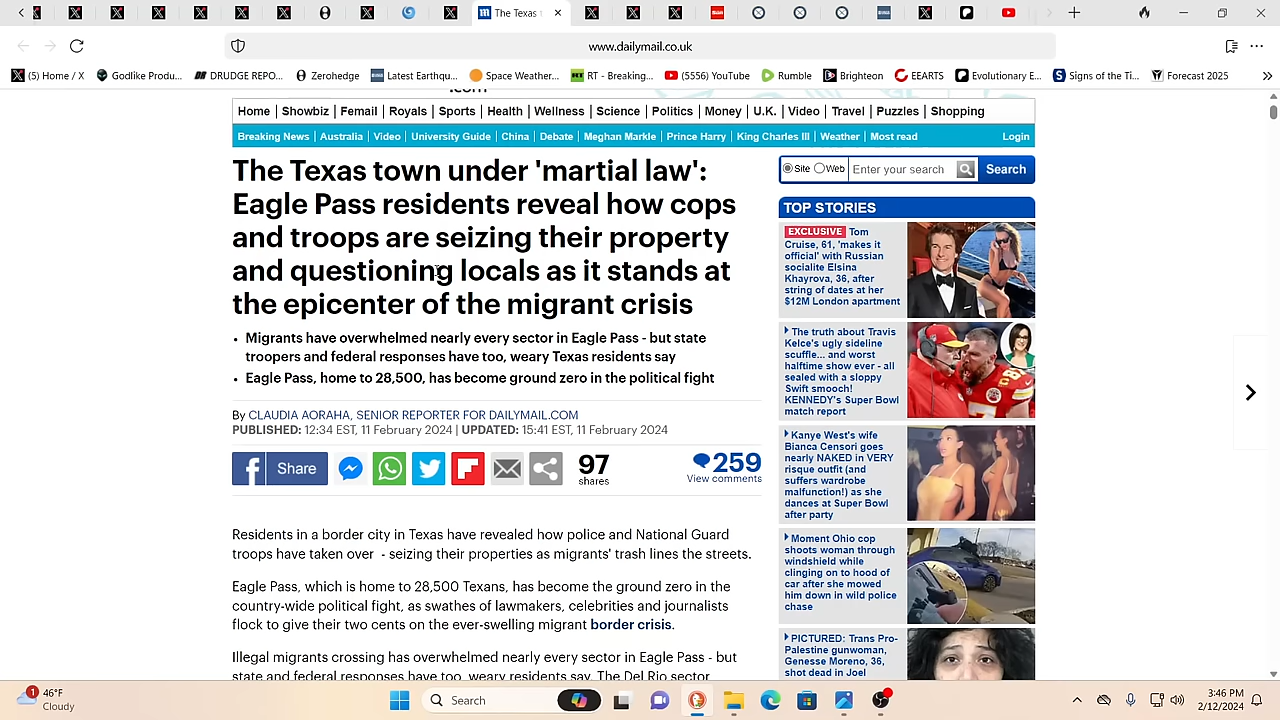 The Texas t
www.dailymail.co.uk
(5) Home / X
Godlike Produ...
DRUDGE REPO...
Zerohedge
Latest Earthqu...
Space Weather...
RT - Breaking...
(5556) YouTube
Rumble
Brighteon
EEARTS
Evolutionary E...
Signs of the Ti...
Forecast 2025
.com
Home | Showbiz | Femail | Royals | Sports | Health | Wellness | Science | Politics | Money | U.K. | Video | Travel | Puzzles | Shopping
Breaking News | Australia | Video | University Guide | China | Debate | Meghan Markle | Prince Harry | King Charles III | Weather | Most read
Login
The Texas town under 'martial law':
Eagle Pass residents reveal how cops
and troops are seizing their property
and questioning locals as it stands at
the epicenter of the migrant crisis
• Migrants have overwhelmed nearly every sector in Eagle Pass - but state
troopers and federal responses have too, weary Texas residents say
• Eagle Pass, home to 28,500, has become ground zero in the political fight
By CLAUDIA AORAHA, SENIOR REPORTER FOR DAILYMAIL.COM
PUBLISHED: 12:31 EST, 11 February 2024 | UPDATED: 15:41 EST, 11 February 2024
Share
97
shares
259
View comments
Residents in a border city in Texas have revealed how police and National Guard
troops have taken over - seizing their properties as migrants' trash lines the streets.
Eagle Pass, which is home to 28,500 Texans, has become the ground zero in the
country-wide political fight, as swathes of lawmakers, celebrities and journalists
flock to give their two cents on the ever-swelling migrant border crisis.
Illegal migrants crossing has overwhelmed nearly every sector in Eagle Pass - but
state and federal responses have too, weary residents say. The Del Rio sector
Site
Web
Enter your search
Search
TOP STORIES
EXCLUSIVE Tom
Cruise, 61, 'makes it
official' with Russian
socialite Elsina
Khayrova, 36, after
string of dates at her
$12M London apartment
The truth about Travis
Kelce's ugly sideline
scuffle... and worst
halftime show ever - all
sealed with a sloppy
Swift smooch!
KENNEDY's Super Bowl
match report
Kanye West's wife
Bianca Censori goes
nearly NAKED in VERY
risque outfit (and
suffers wardrobe
malfunction!) as she
dances at Super Bowl
after party
Moment Ohio cop
shoots woman through
windshield while
clinging on to hood of
car after she mowed
him down in wild police
chase
PICTURED: Trans Pro-
Palestine gunwoman,
Genesse Moreno, 36,
shot dead in Joel
1
46°F
Cloudy
Search
3:46 PM
2/12/2024